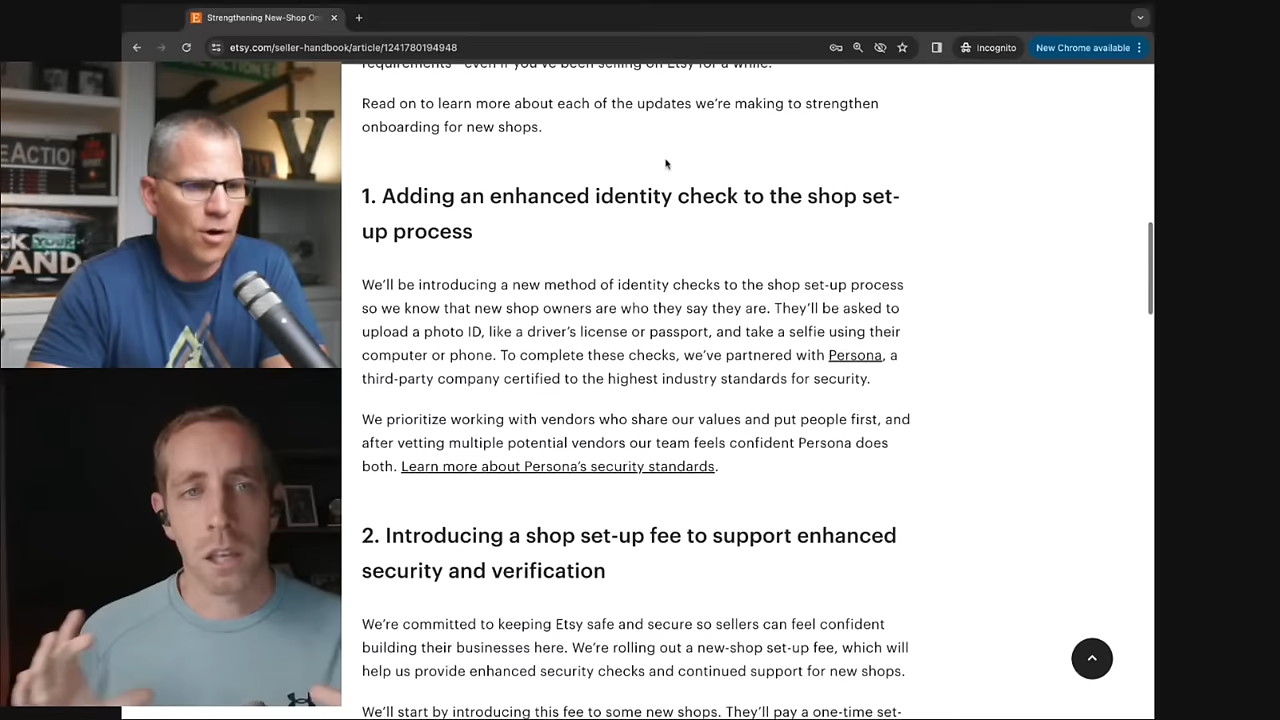 Strengthening New-Shop On
etsy.com/seller-handbook/article/1241780194948
Incognito
New Chrome available
requirements—even if you've been selling on Etsy for a while.
Read on to learn more about each of the updates we're making to strengthen
onboarding for new shops.
1. Adding an enhanced identity check to the shop set-
up process
We'll be introducing a new method of identity checks to the shop set-up process
so we know that new shop owners are who they say they are. They'll be asked to
upload a photo ID, like a driver's license or passport, and take a selfie using their
computer or phone. To complete these checks, we've partnered with Persona, a
third-party company certified to the highest industry standards for security.
We prioritize working with vendors who share our values and put people first, and
after vetting multiple potential vendors our team feels confident Persona does
both. Learn more about Persona's security standards.
2. Introducing a shop set-up fee to support enhanced
security and verification
We're committed to keeping Etsy safe and secure so sellers can feel confident
building their businesses here. We're rolling out a new-shop set-up fee, which will
help us provide enhanced security checks and continued support for new shops.
We'll start by introducing this fee to some new shops. They'll pay a one-time set-
eAction
V
CK YOUR
AND